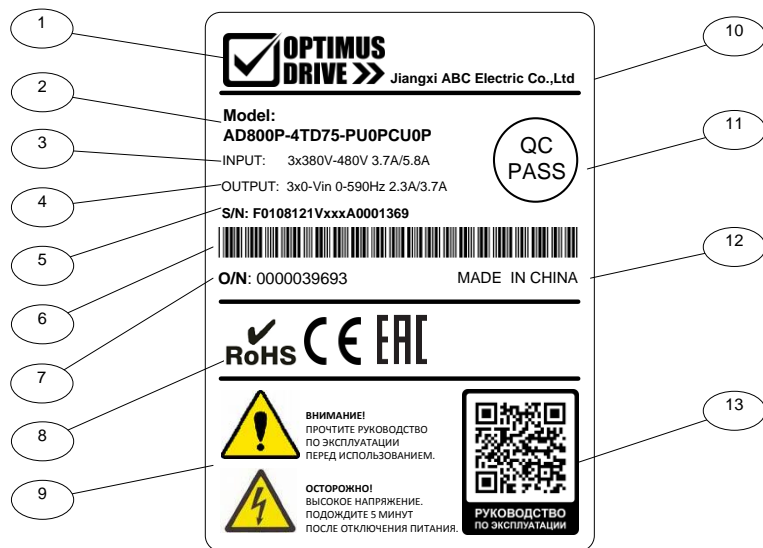 1
OPTIMUS
DRIVE
Jiangxi ABC Electric Co.,Ltd
10
2
Model:
AD800P-4TD75-PU0PCU0P
3
INPUT: 3x380V-480V 3.7A/5.8A
QC
PASS
11
4
OUTPUT: 3x0-Vin 0-590Hz 2.3A/3.7A
5
S/N: F0108121VxxxA0001369
6
12
7
O/N: 0000039693
MADE IN CHINA
8
RoHS CE EAC
9
ВНИМАНИЕ!
ПРОЧТИТЕ РУКОВОДСТВО
ПО ЭКСПЛУАТАЦИИ
ПЕРЕД ИСПОЛЬЗОВАНИЕМ.
ОСТОРОЖНО!
ВЫСОКОЕ НАПРЯЖЕНИЕ.
ПОДОЖДИТЕ 5 МИНУТ
ПОСЛЕ ОТКЛЮЧЕНИЯ ПИТАНИЯ.
13
РУКОВОДСТВО
ПО ЭКСПЛУАТАЦИИ